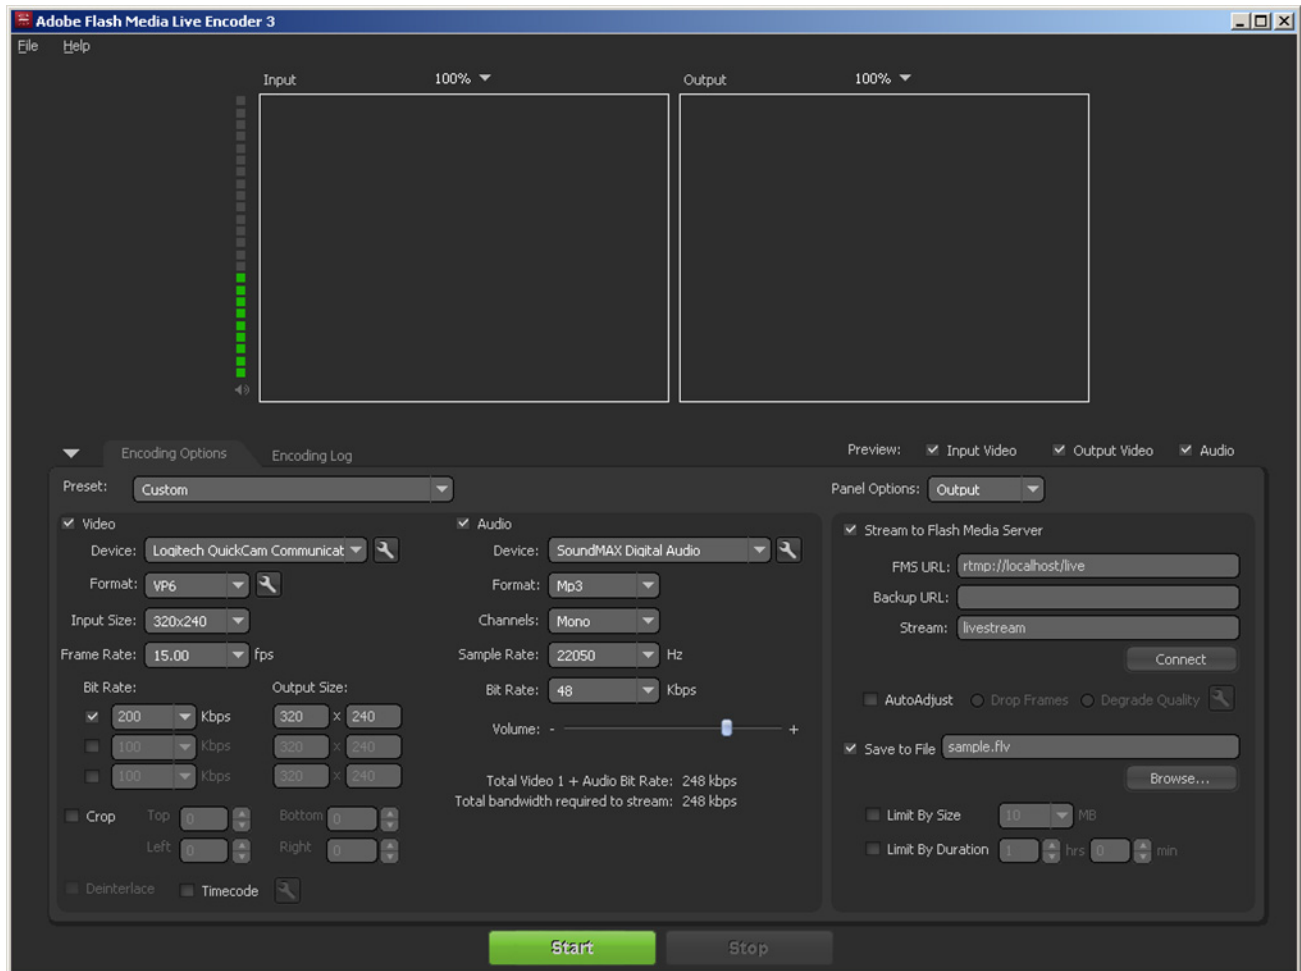 Adobe Flash Media Live Encoder 3
File Help
Input 100% Output 100%
Encoding Options Encoding Log
Preview: Input Video Output Video Audio
Preset: Custom
Panel Options: Output
Video
Device: Logitech QuickCam Communicat
Format: VP6
Input Size: 320x240
Frame Rate: 15.00 fps
Bit Rate: Output Size:
200 Kbps 320 x 240
100 Kbps 320 x 240
100 Kbps 320 x 240
Crop Top 0 Bottom 0
Left 0 Right 0
Deinterlace Timecode
Audio
Device: SoundMAX Digital Audio
Format: Mp3
Channels: Mono
Sample Rate: 22050 Hz
Bit Rate: 48 Kbps
Volume: - +
Total Video 1 + Audio Bit Rate: 248 kbps
Total bandwidth required to stream: 248 kbps
Stream to Flash Media Server
FMS URL: rtmp://localhost/live
Backup URL:
Stream: livestream
Connect
AutoAdjust Drop Frames Degrade Quality
Save to File sample.flv
Browse...
Limit By Size 10 MB
Limit By Duration 1 hrs 0 min
Start Stop